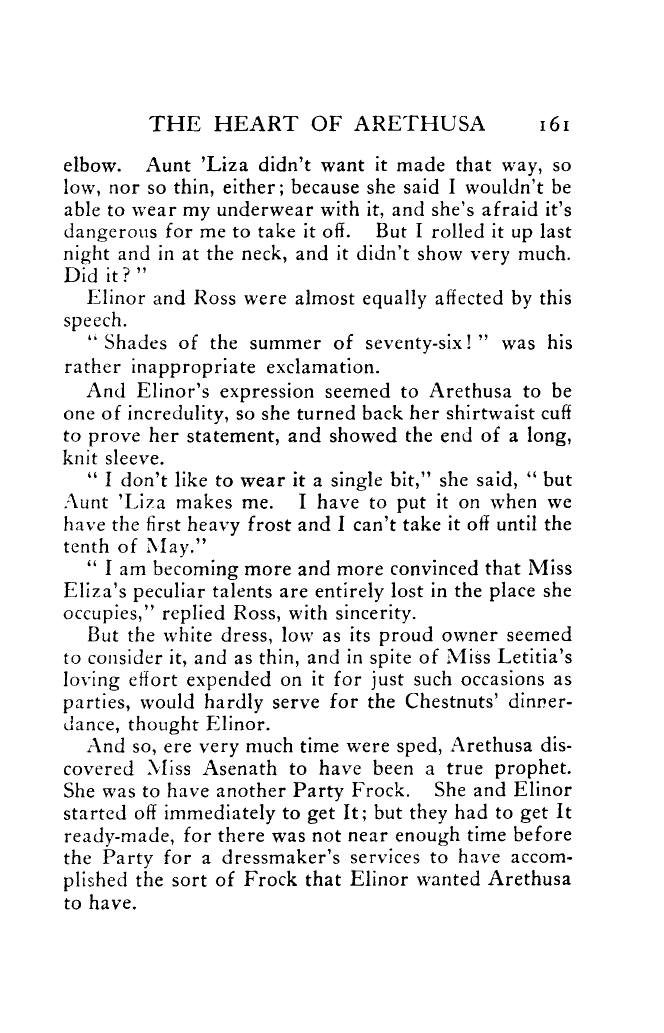 THE HEART OF ARETHUSA 161
elbow. Aunt 'Liza didn't want it made that way, so
low, nor so thin, either; because she said I wouldn't be
able to wear my underwear with it, and she's afraid it's
dangerous for me to take it off. But I rolled it up last
night and in at the neck, and it didn't show very much.
Did it?"
Elinor and Ross were almost equally affected by this
speech.
"Shades of the summer of seventy-six!" was his
rather inappropriate exclamation.
And Elinor's expression seemed to Arethusa to be
one of incredulity, so she turned back her shirtwaist cuff
to prove her statement, and showed the end of a long,
knit sleeve.
"I don't like to wear it a single bit," she said, "but
Aunt 'Liza makes me. I have to put it on when we
have the first heavy frost and I can't take it off until the
tenth of May."
"I am becoming more and more convinced that Miss
Eliza's peculiar talents are entirely lost in the place she
occupies," replied Ross, with sincerity.
But the white dress, low as its proud owner seemed
to consider it, and as thin, and in spite of Miss Letitia's
loving effort expended on it for just such occasions as
parties, would hardly serve for the Chestnuts' dinner-
dance, thought Elinor.
And so, ere very much time were sped, Arethusa dis-
covered Miss Asenath to have been a true prophet.
She was to have another Party Frock. She and Elinor
started off immediately to get It; but they had to get It
ready-made, for there was not near enough time before
the Party for a dressmaker's services to have accom-
plished the sort of Frock that Elinor wanted Arethusa
to have.